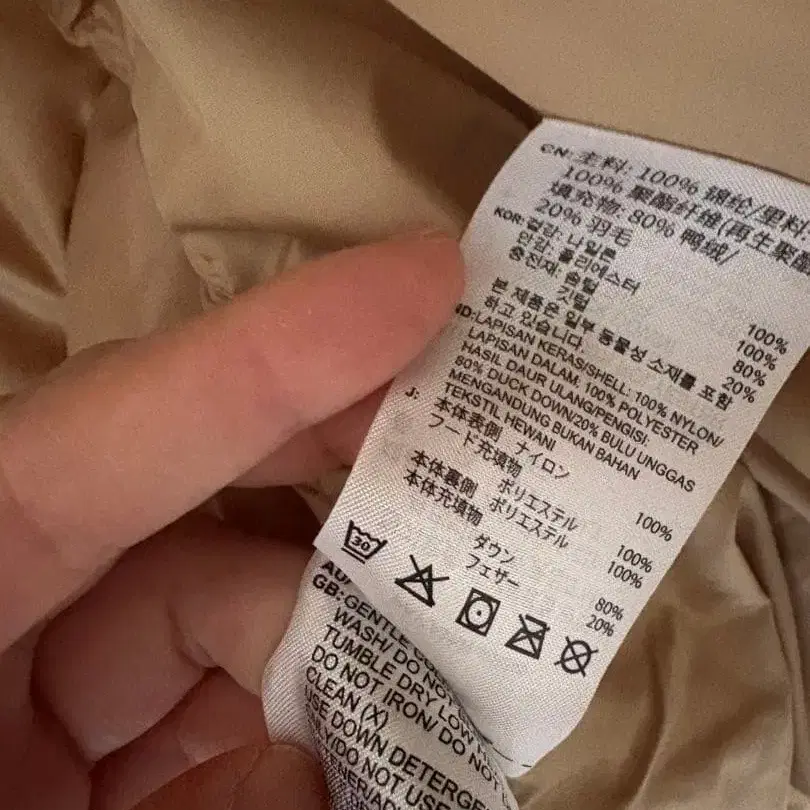 CN: 主料: 100% 锦纶/里料:
100% 聚酯纤维(再生聚酯
填充物: 80% 鸭绒/
20% 羽毛
KOR: 겉감: 나일론 100%
안감: 폴리에스터 100%
충전재: 솜털 80%
깃털 20%
본 제품은 일부 동물성 소재를 포함
하고 있습니다.
ND: LAPISAN KERAS/SHELL: 100% NYLON/
LAPISAN DALAM: 100% POLYESTER
HASIL DAUR ULANG/PENGISI:
80% DUCK DOWN/20% BULU UNGGAS
MENGANDUNG BUKAN BAHAN
TEKSTIL HEWANI
J: 本体表側 ナイロン 100%
フード充填物
ポリエステル 100%
本体裏側 ポリエステル 100%
本体充填物
ダウン 80%
フェザー 20%
30
GB: GENTLE
WASH/ DO NO
TUMBLE DRY LOW
DO NOT IRON/ DO NOT
CLEAN (X)
USE DOWN DETERGE
LY/DO NOT USE